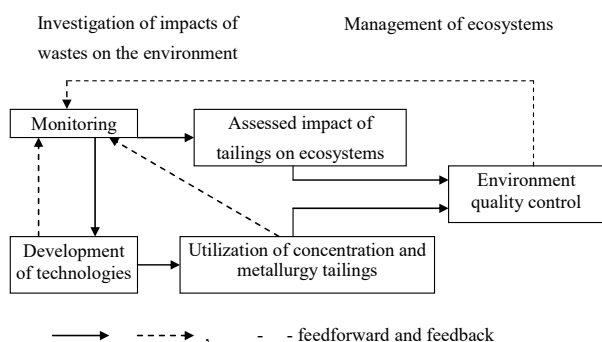 Investigation of impacts of
wastes on the environment
Management of ecosystems
Monitoring
Assessed impact of
tailings on ecosystems
Environment
quality control
Development
of technologies
Utilization of concentration and
metallurgy tailings
, - - feedforward and feedback